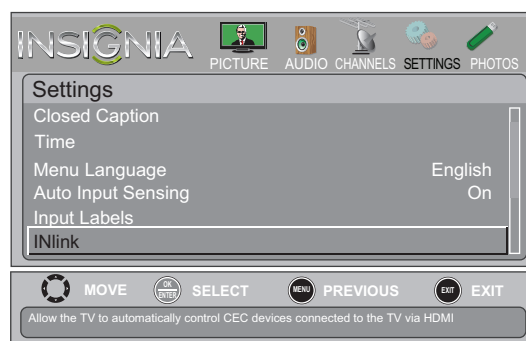 INSIGNIA
PICTURE AUDIO CHANNELS SETTINGS PHOTOS
Settings
Closed Caption
Time
Menu Language English
Auto Input Sensing On
Input Labels
INlink
MOVE OK ENTER SELECT MENU PREVIOUS EXIT EXIT
Allow the TV to automatically control CEC devices connected to the TV via HDMI